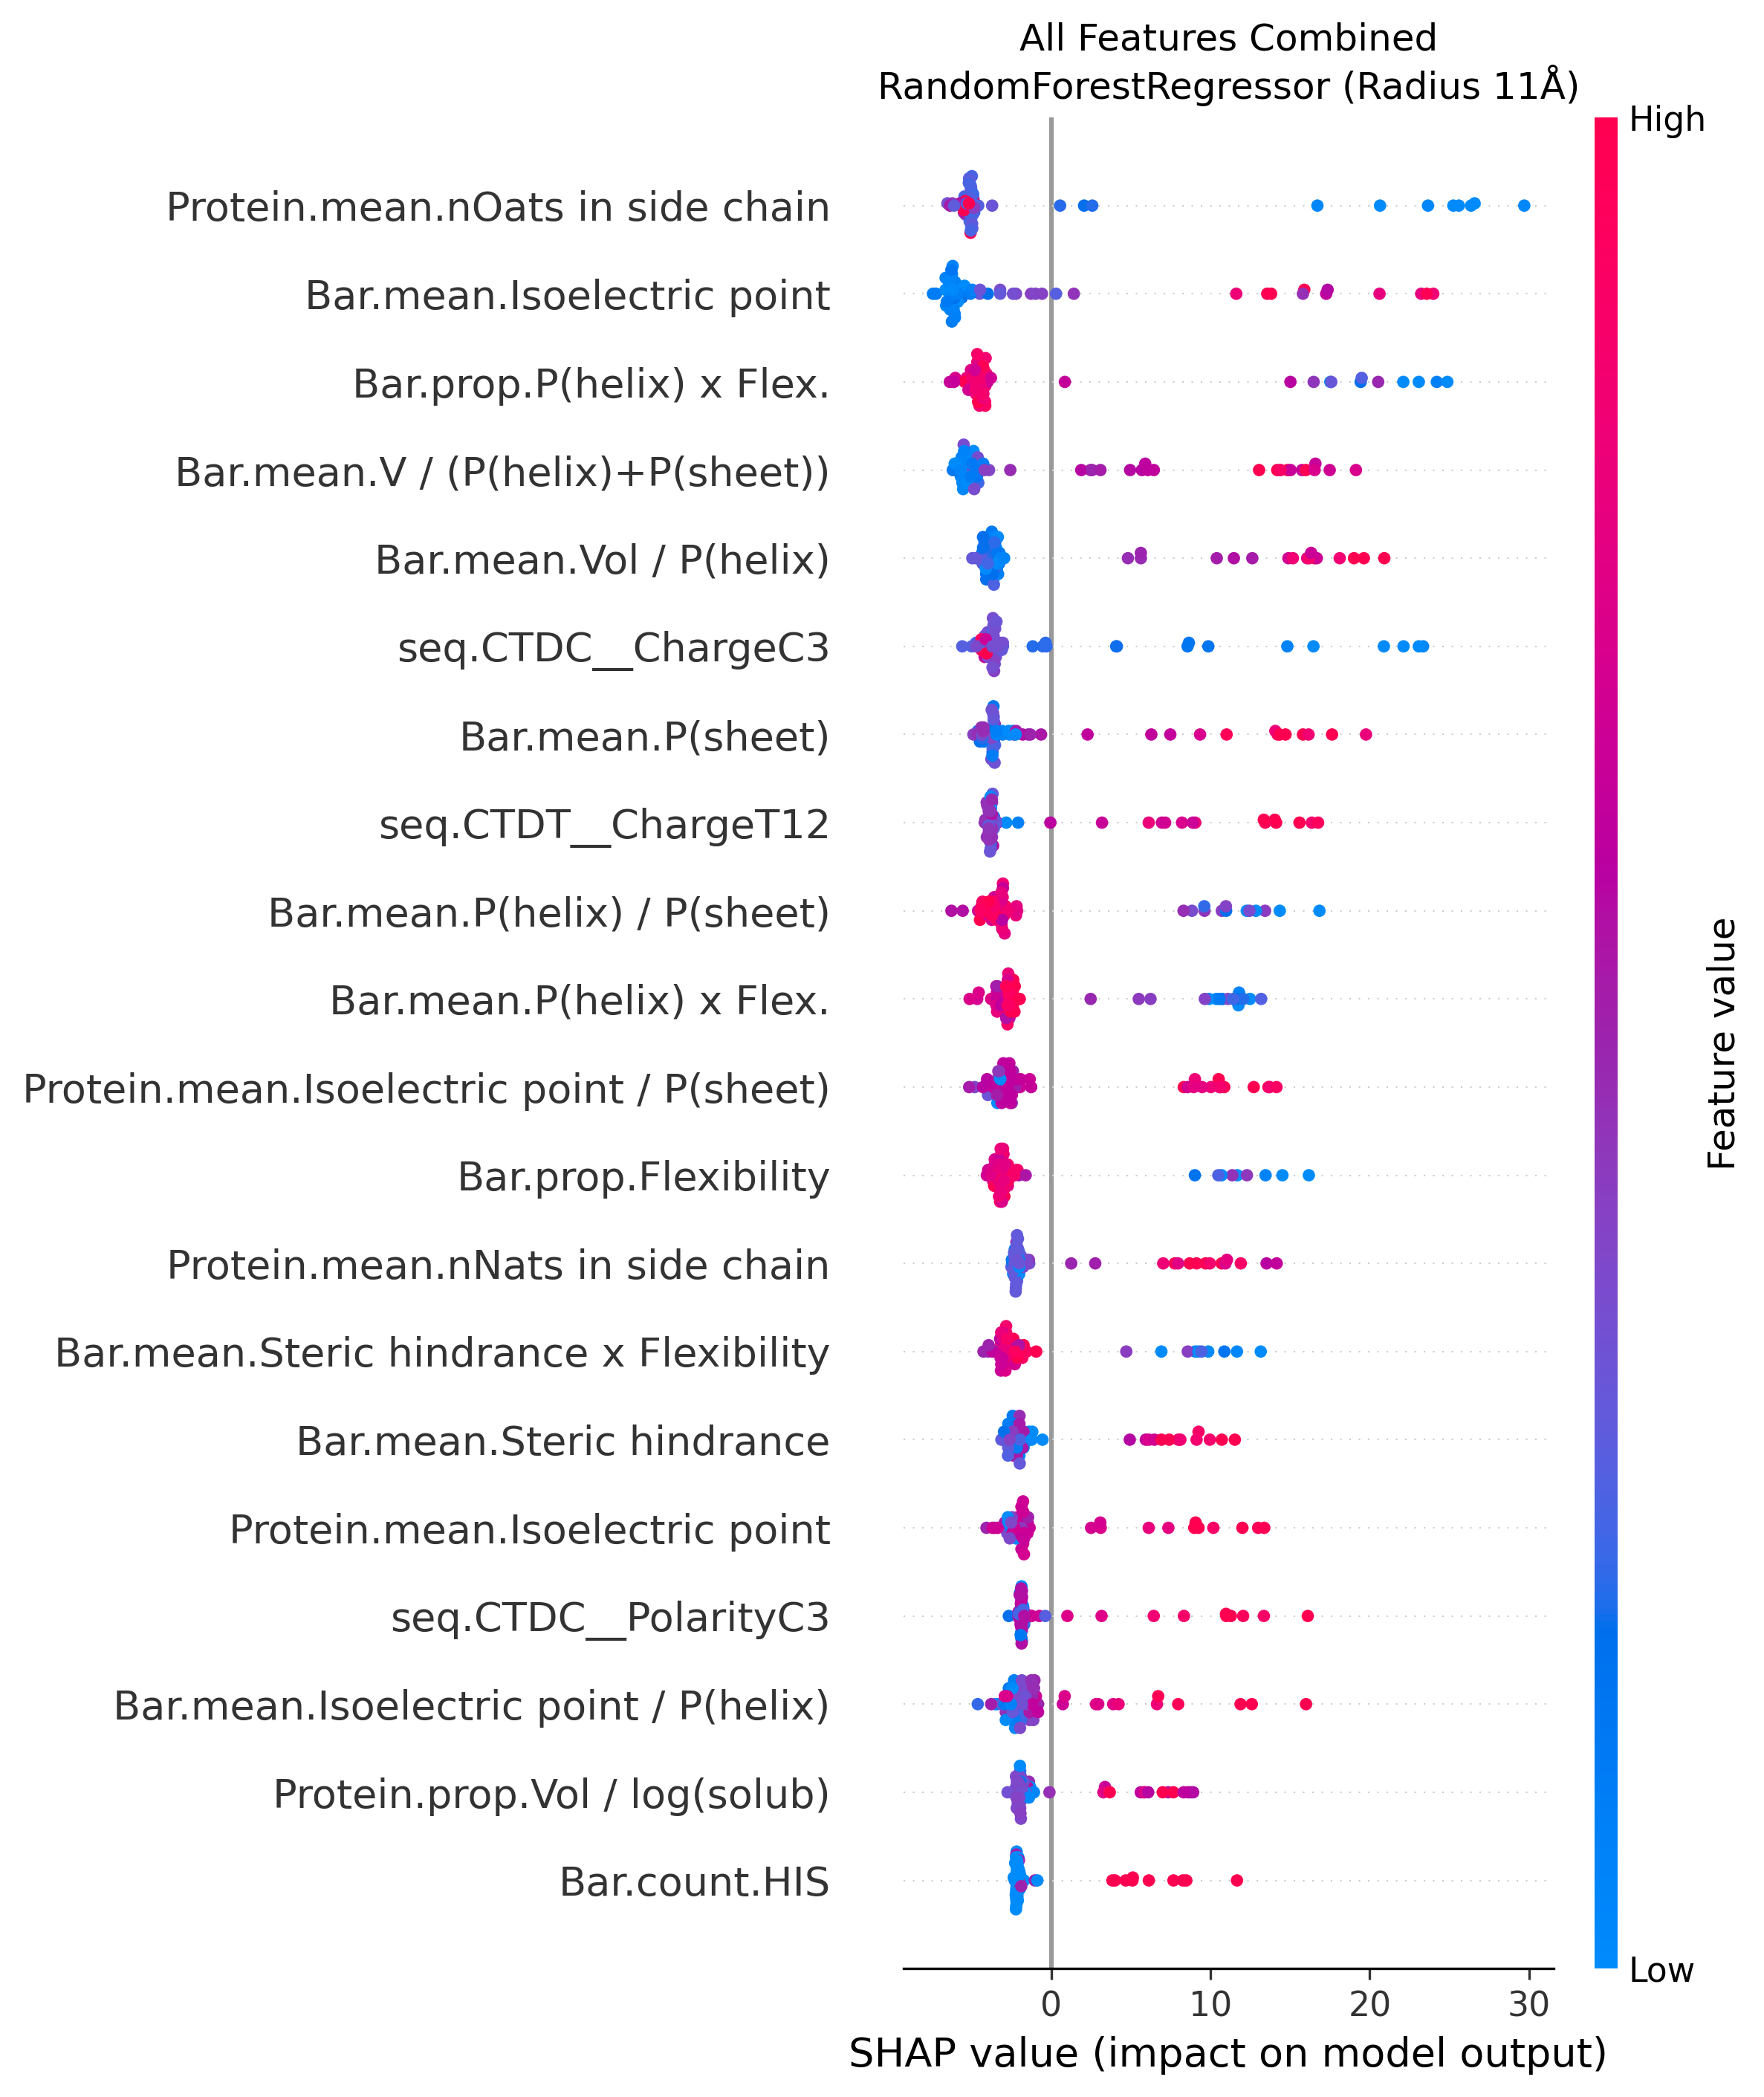 All Features Combined
RandomForestRegressor (Radius 11Å)
High
Protein.mean.nOats in side chain
Bar.mean.Isoelectric point
Bar.prop.P(helix) x Flex.
Bar.mean.V / (P(helix)+P(sheet))
Bar.mean.Vol / P(helix)
seq.CTDC__ChargeC3
Bar.mean.P(sheet)
seq.CTDT__ChargeT12
Bar.mean.P(helix) / P(sheet)
Bar.mean.P(helix) x Flex.
Protein.mean.Isoelectric point / P(sheet)
Bar.prop.Flexibility
Protein.mean.nNats in side chain
Bar.mean.Steric hindrance x Flexibility
Bar.mean.Steric hindrance
Protein.mean.Isoelectric point
seq.CTDC__PolarityC3
Bar.mean.Isoelectric point / P(helix)
Protein.prop.Vol / log(solub)
Bar.count.HIS
Feature value
Low
0 10 20 30
SHAP value (impact on model output)